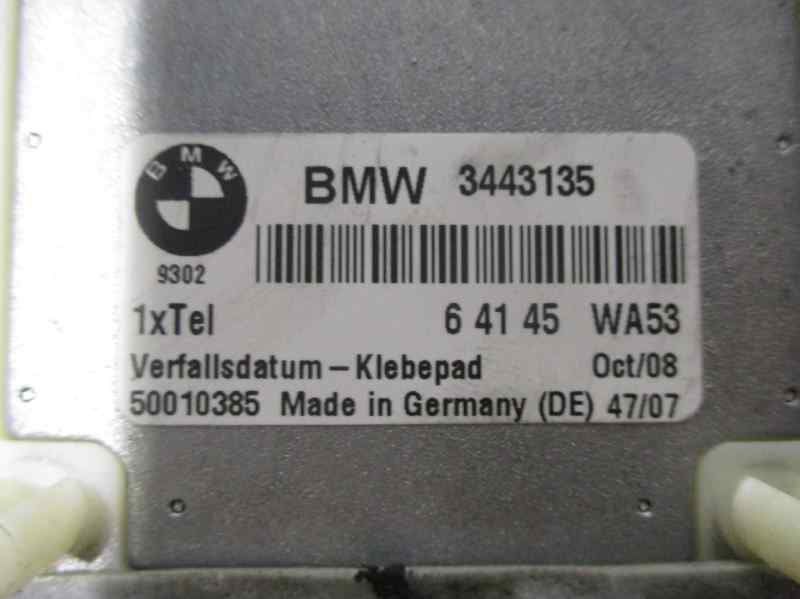 BMW
BMW 3443135
9302
1xTel 6 41 45 WA53
Verfallsdatum – Klebepad Oct/08
50010385 Made in Germany (DE) 47/07